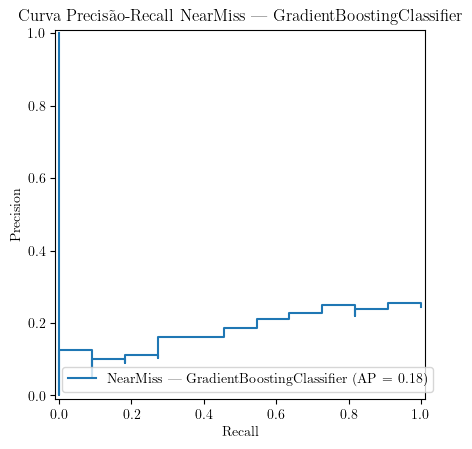 Curva Precisão-Recall NearMiss — GradientBoostingClassifier
1.0
0.8
0.6
0.4
0.2
0.0
Precision
NearMiss — GradientBoostingClassifier (AP = 0.18)
0.0 0.2 0.4 0.6 0.8 1.0
Recall